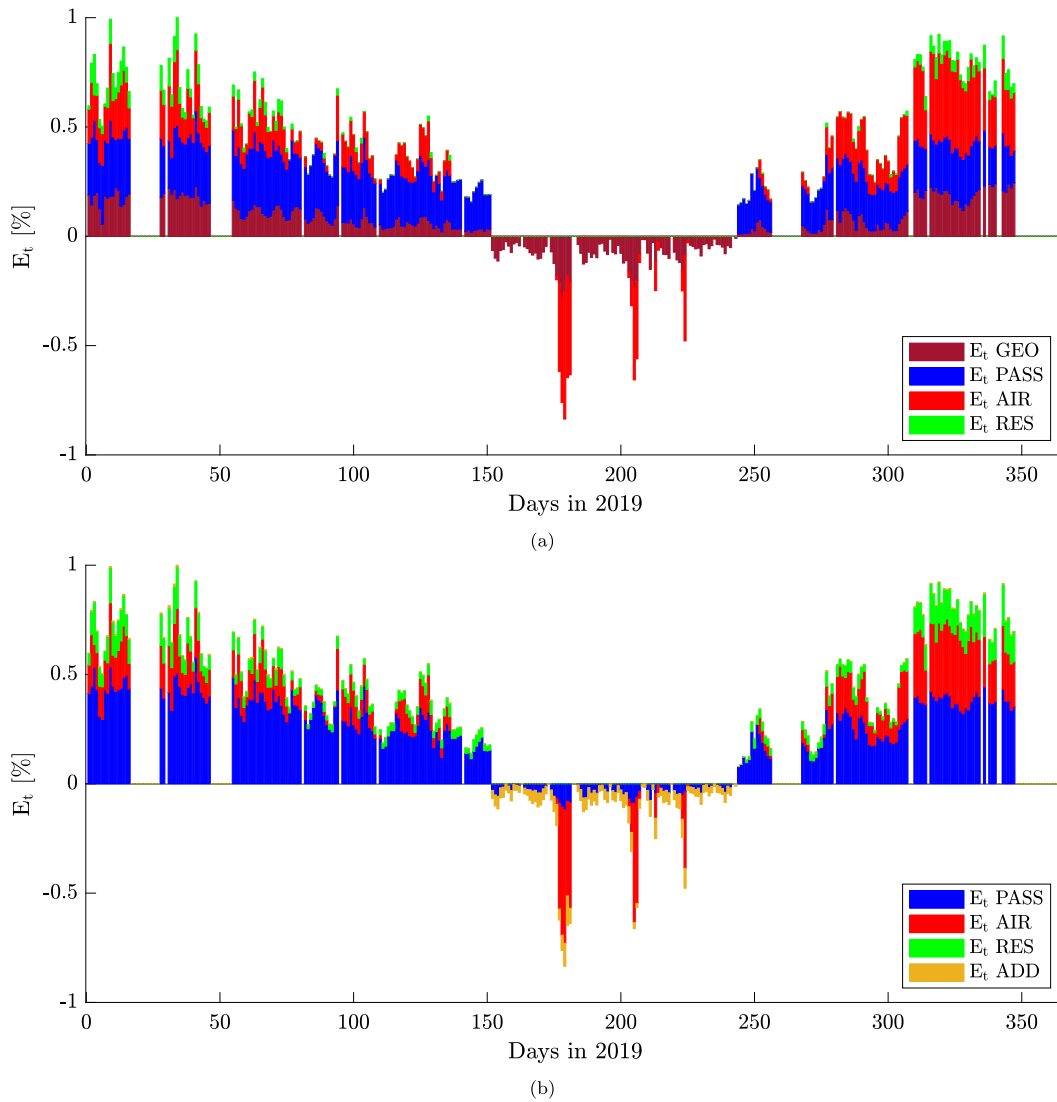 1
0.5
0
-0.5
-1
E_t [%]
0 50 100 150 200 250 300 350
Days in 2019
E_t GEO
E_t PASS
E_t AIR
E_t RES
(a)
1
0.5
0
-0.5
-1
E_t [%]
0 50 100 150 200 250 300 350
Days in 2019
E_t PASS
E_t AIR
E_t RES
E_t ADD
(b)